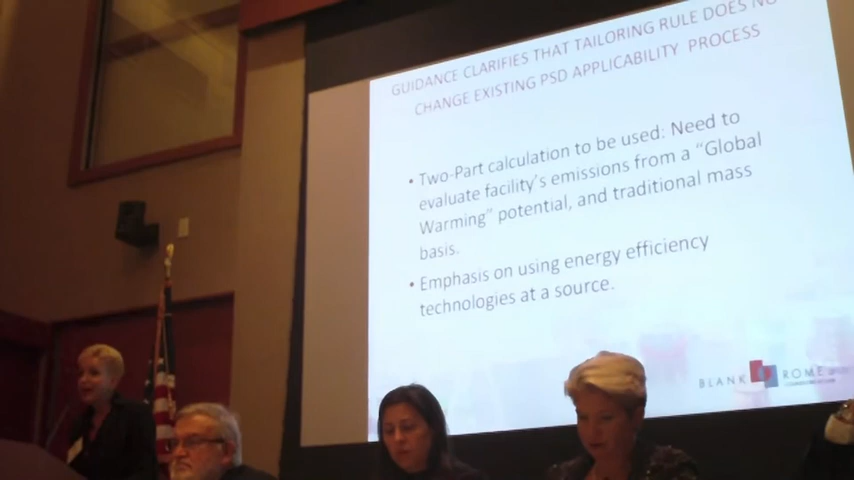 GUIDANCE CLARIFIES THAT TAILORING RULE DOES NO
CHANGE EXISTING PSD APPLICABILITY PROCESS
• Two-Part calculation to be used: Need to
evaluate facility's emissions from a "Global
Warming" potential, and traditional mass
basis.
• Emphasis on using energy efficiency
technologies at a source.
BLANK ROME